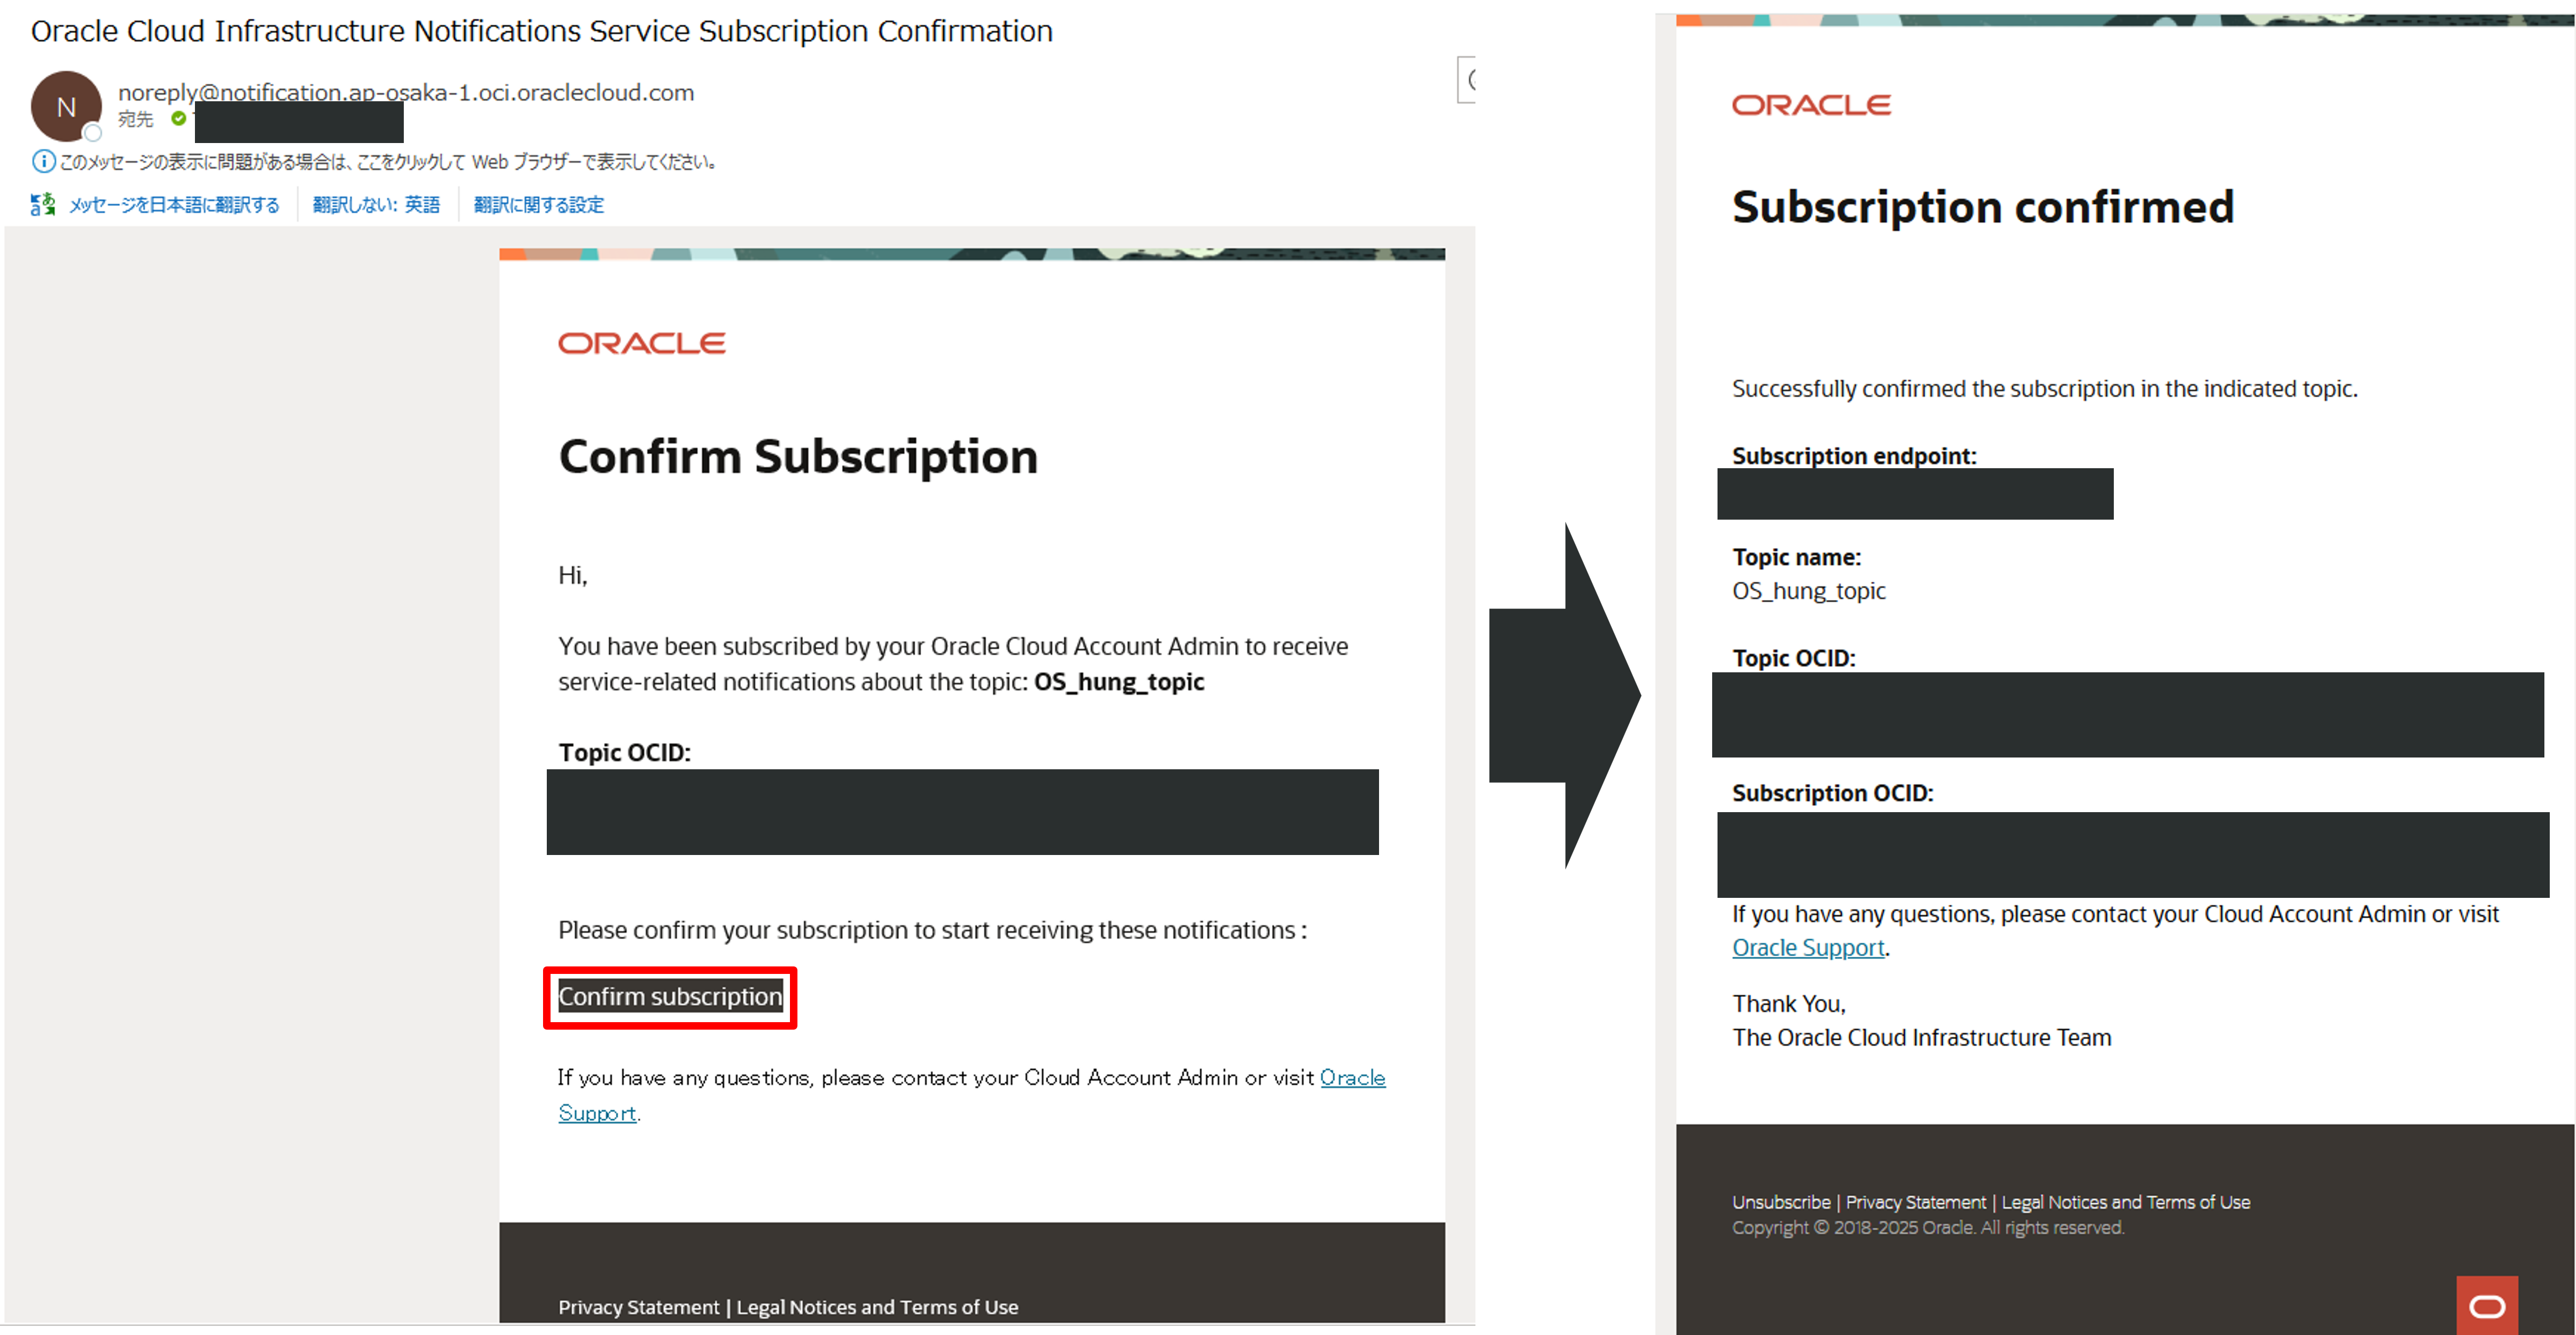 Oracle Cloud Infrastructure Notifications Service Subscription Confirmation
N
noreply@notification.ap-osaka-1.oci.oraclecloud.com
宛先
このメッセージの表示に問題がある場合は、ここをクリックして Web ブラウザーで表示してください。
メッセージを日本語に翻訳する
翻訳しない: 英語
翻訳に関する設定
ORACLE
Confirm Subscription
Hi,
You have been subscribed by your Oracle Cloud Account Admin to receive
service-related notifications about the topic: OS_hung_topic
Topic OCID:
Please confirm your subscription to start receiving these notifications :
Confirm subscription
If you have any questions, please contact your Cloud Account Admin or visit Oracle
Support.
Privacy Statement | Legal Notices and Terms of Use
ORACLE
Subscription confirmed
Successfully confirmed the subscription in the indicated topic.
Subscription endpoint:
Topic name:
OS_hung_topic
Topic OCID:
Subscription OCID:
If you have any questions, please contact your Cloud Account Admin or visit
Oracle Support.
Thank You,
The Oracle Cloud Infrastructure Team
Unsubscribe | Privacy Statement | Legal Notices and Terms of Use
Copyright © 2018-2025 Oracle. All rights reserved.